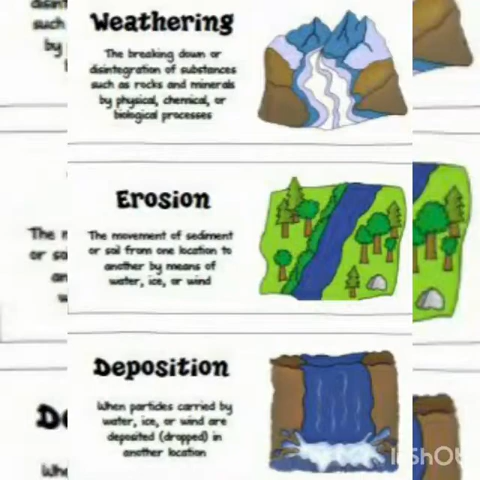 Weathering
The breaking down or
disintegration of substances
such as rocks and minerals
by physical, chemical, or
biological processes
Erosion
The movement of sediment
or soil from one location to
another by means of
water, ice, or wind
Deposition
When particles carried by
water, ice, or wind are
deposited (dropped) in
another location